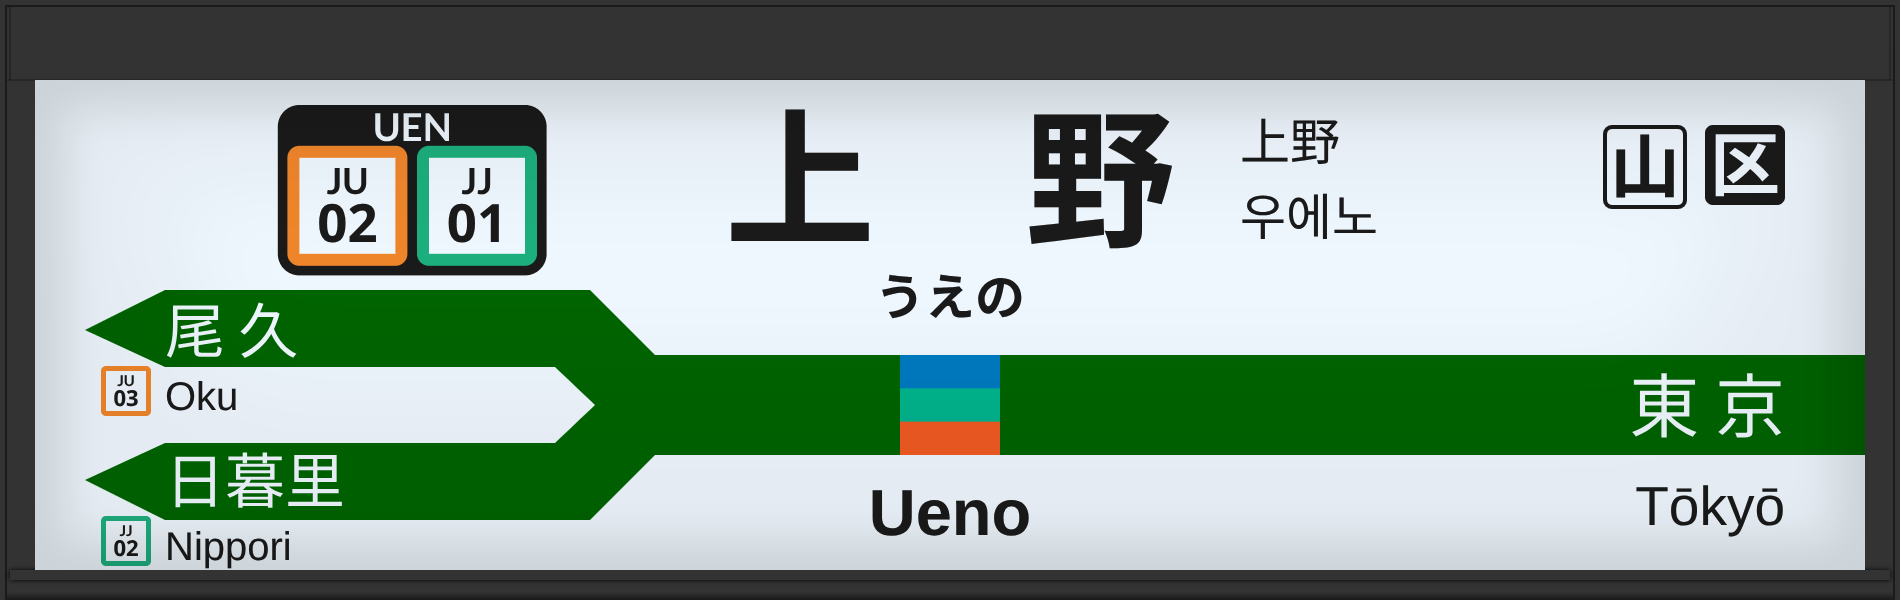 UEN
JU 02
JJ 01
上野
上野
우에노
山 区
うえの
尾久
JU 03
Oku
日暮里
JJ 02
Nippori
東京
Ueno
Tōkyō